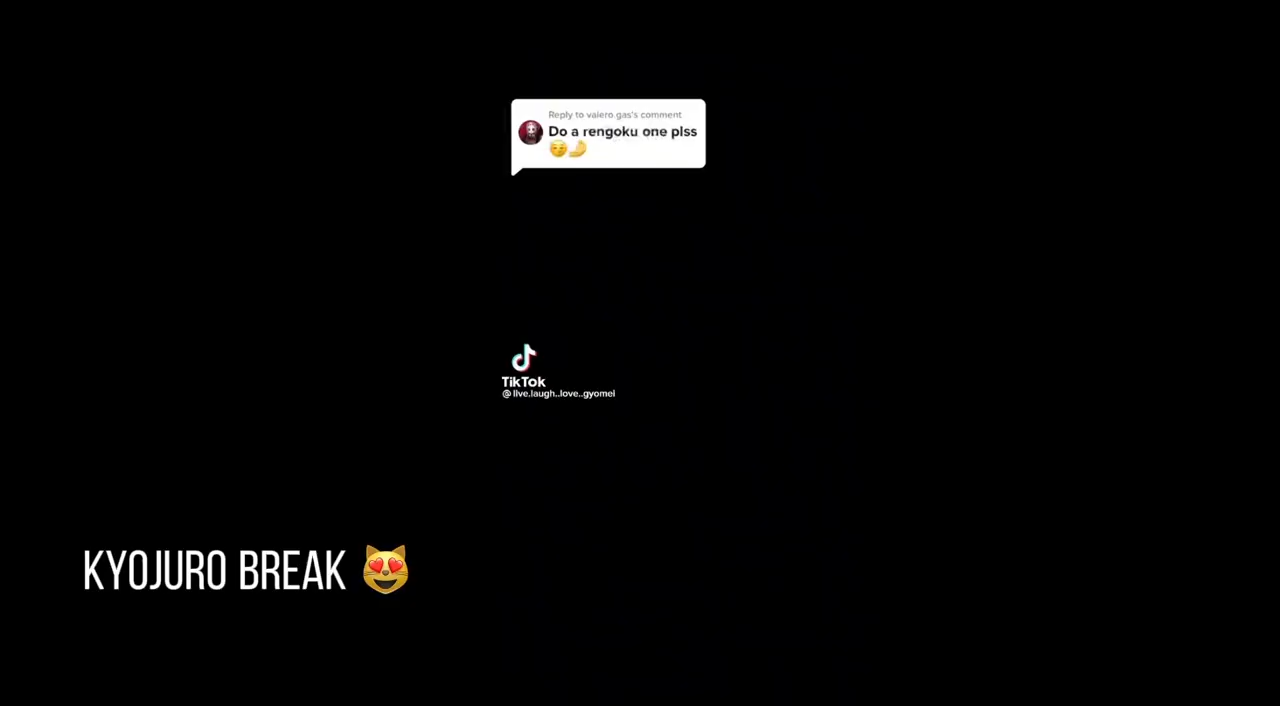 Reply to valero.gas's comment
Do a rengoku one plss
😌🤌
TikTok
@live.laugh..love..gyomei
KYOJURO BREAK 😻